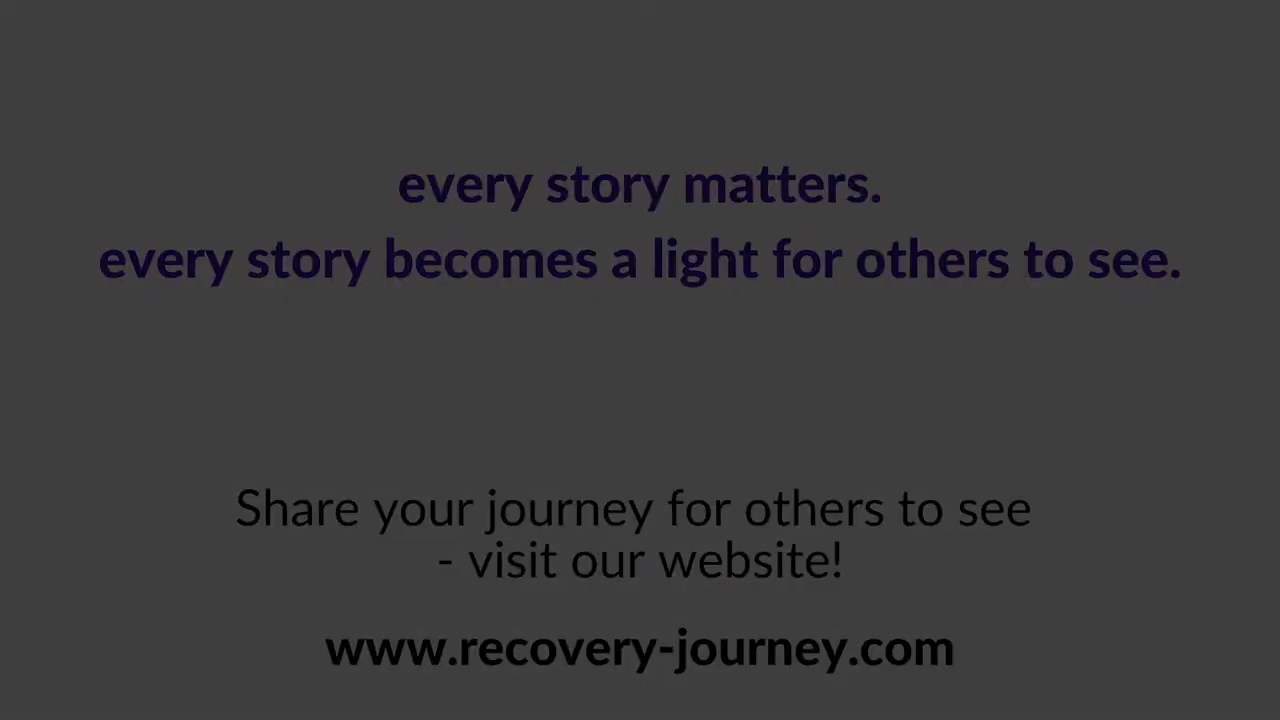 every story matters.
every story becomes a light for others to see.
Share your journey for others to see
- visit our website!
www.recovery-journey.com